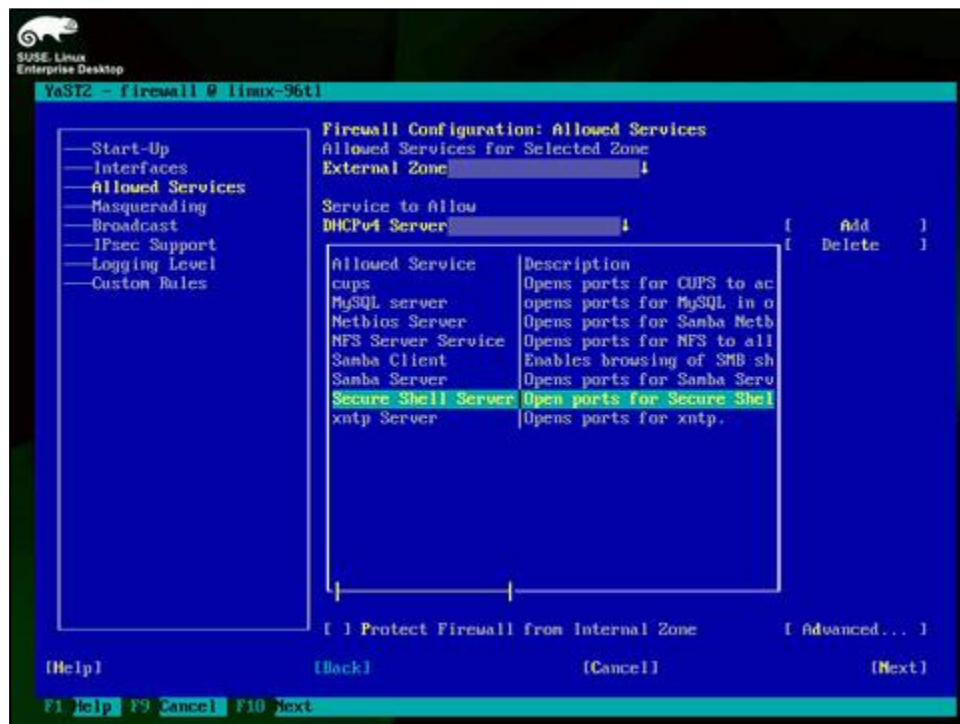 SUSE. Linux
Enterprise Desktop
YaST2 - firewall @ linux-96tl
Start-Up
Interfaces
Allowed Services
Masquerading
Broadcast
IPsec Support
Logging Level
Custom Rules
Firewall Configuration: Allowed Services
Allowed Services for Selected Zone
External Zone↓
Service to Allow
DHCPv4 Server↓ [ Add ]
[ Delete ]
Allowed Service |Description
cups |Opens ports for CUPS to ac
MySQL server |opens ports for MySQL in o
Netbios Server |Opens ports for Samba Netb
NFS Server Service |Opens ports for NFS to all
Samba Client |Enables browsing of SMB sh
Samba Server |Opens ports for Samba Serv
Secure Shell Server|Open ports for Secure Shel
xntp Server |Opens ports for xntp.
[ ] Protect Firewall from Internal Zone [ Advanced... ]
[Help] [Back] [Cancel] [Next]
F1 Help F9 Cancel F10 Next